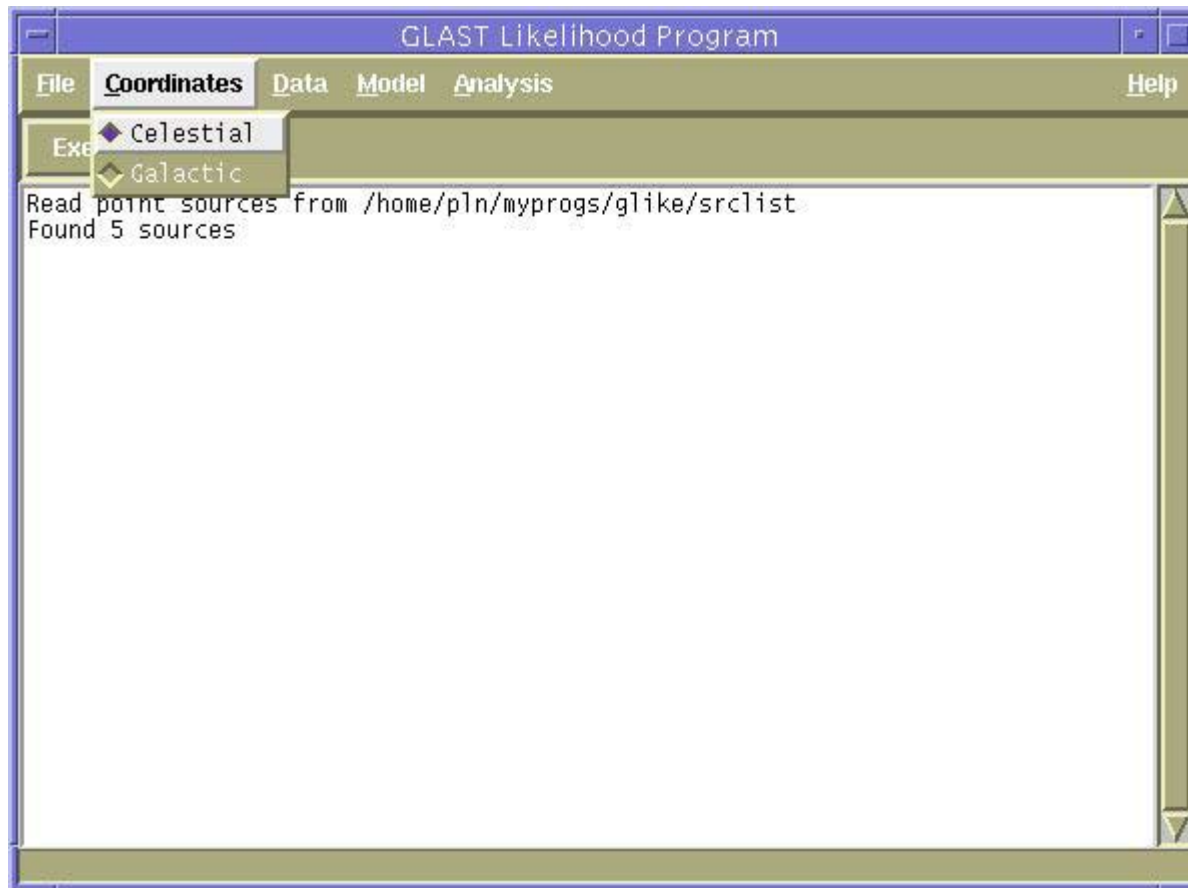 GLAST Likelihood Program
File Coordinates Data Model Analysis Help
Celestial
Galactic
Read point sources from /home/pln/myprogs/glike/srclist
Found 5 sources